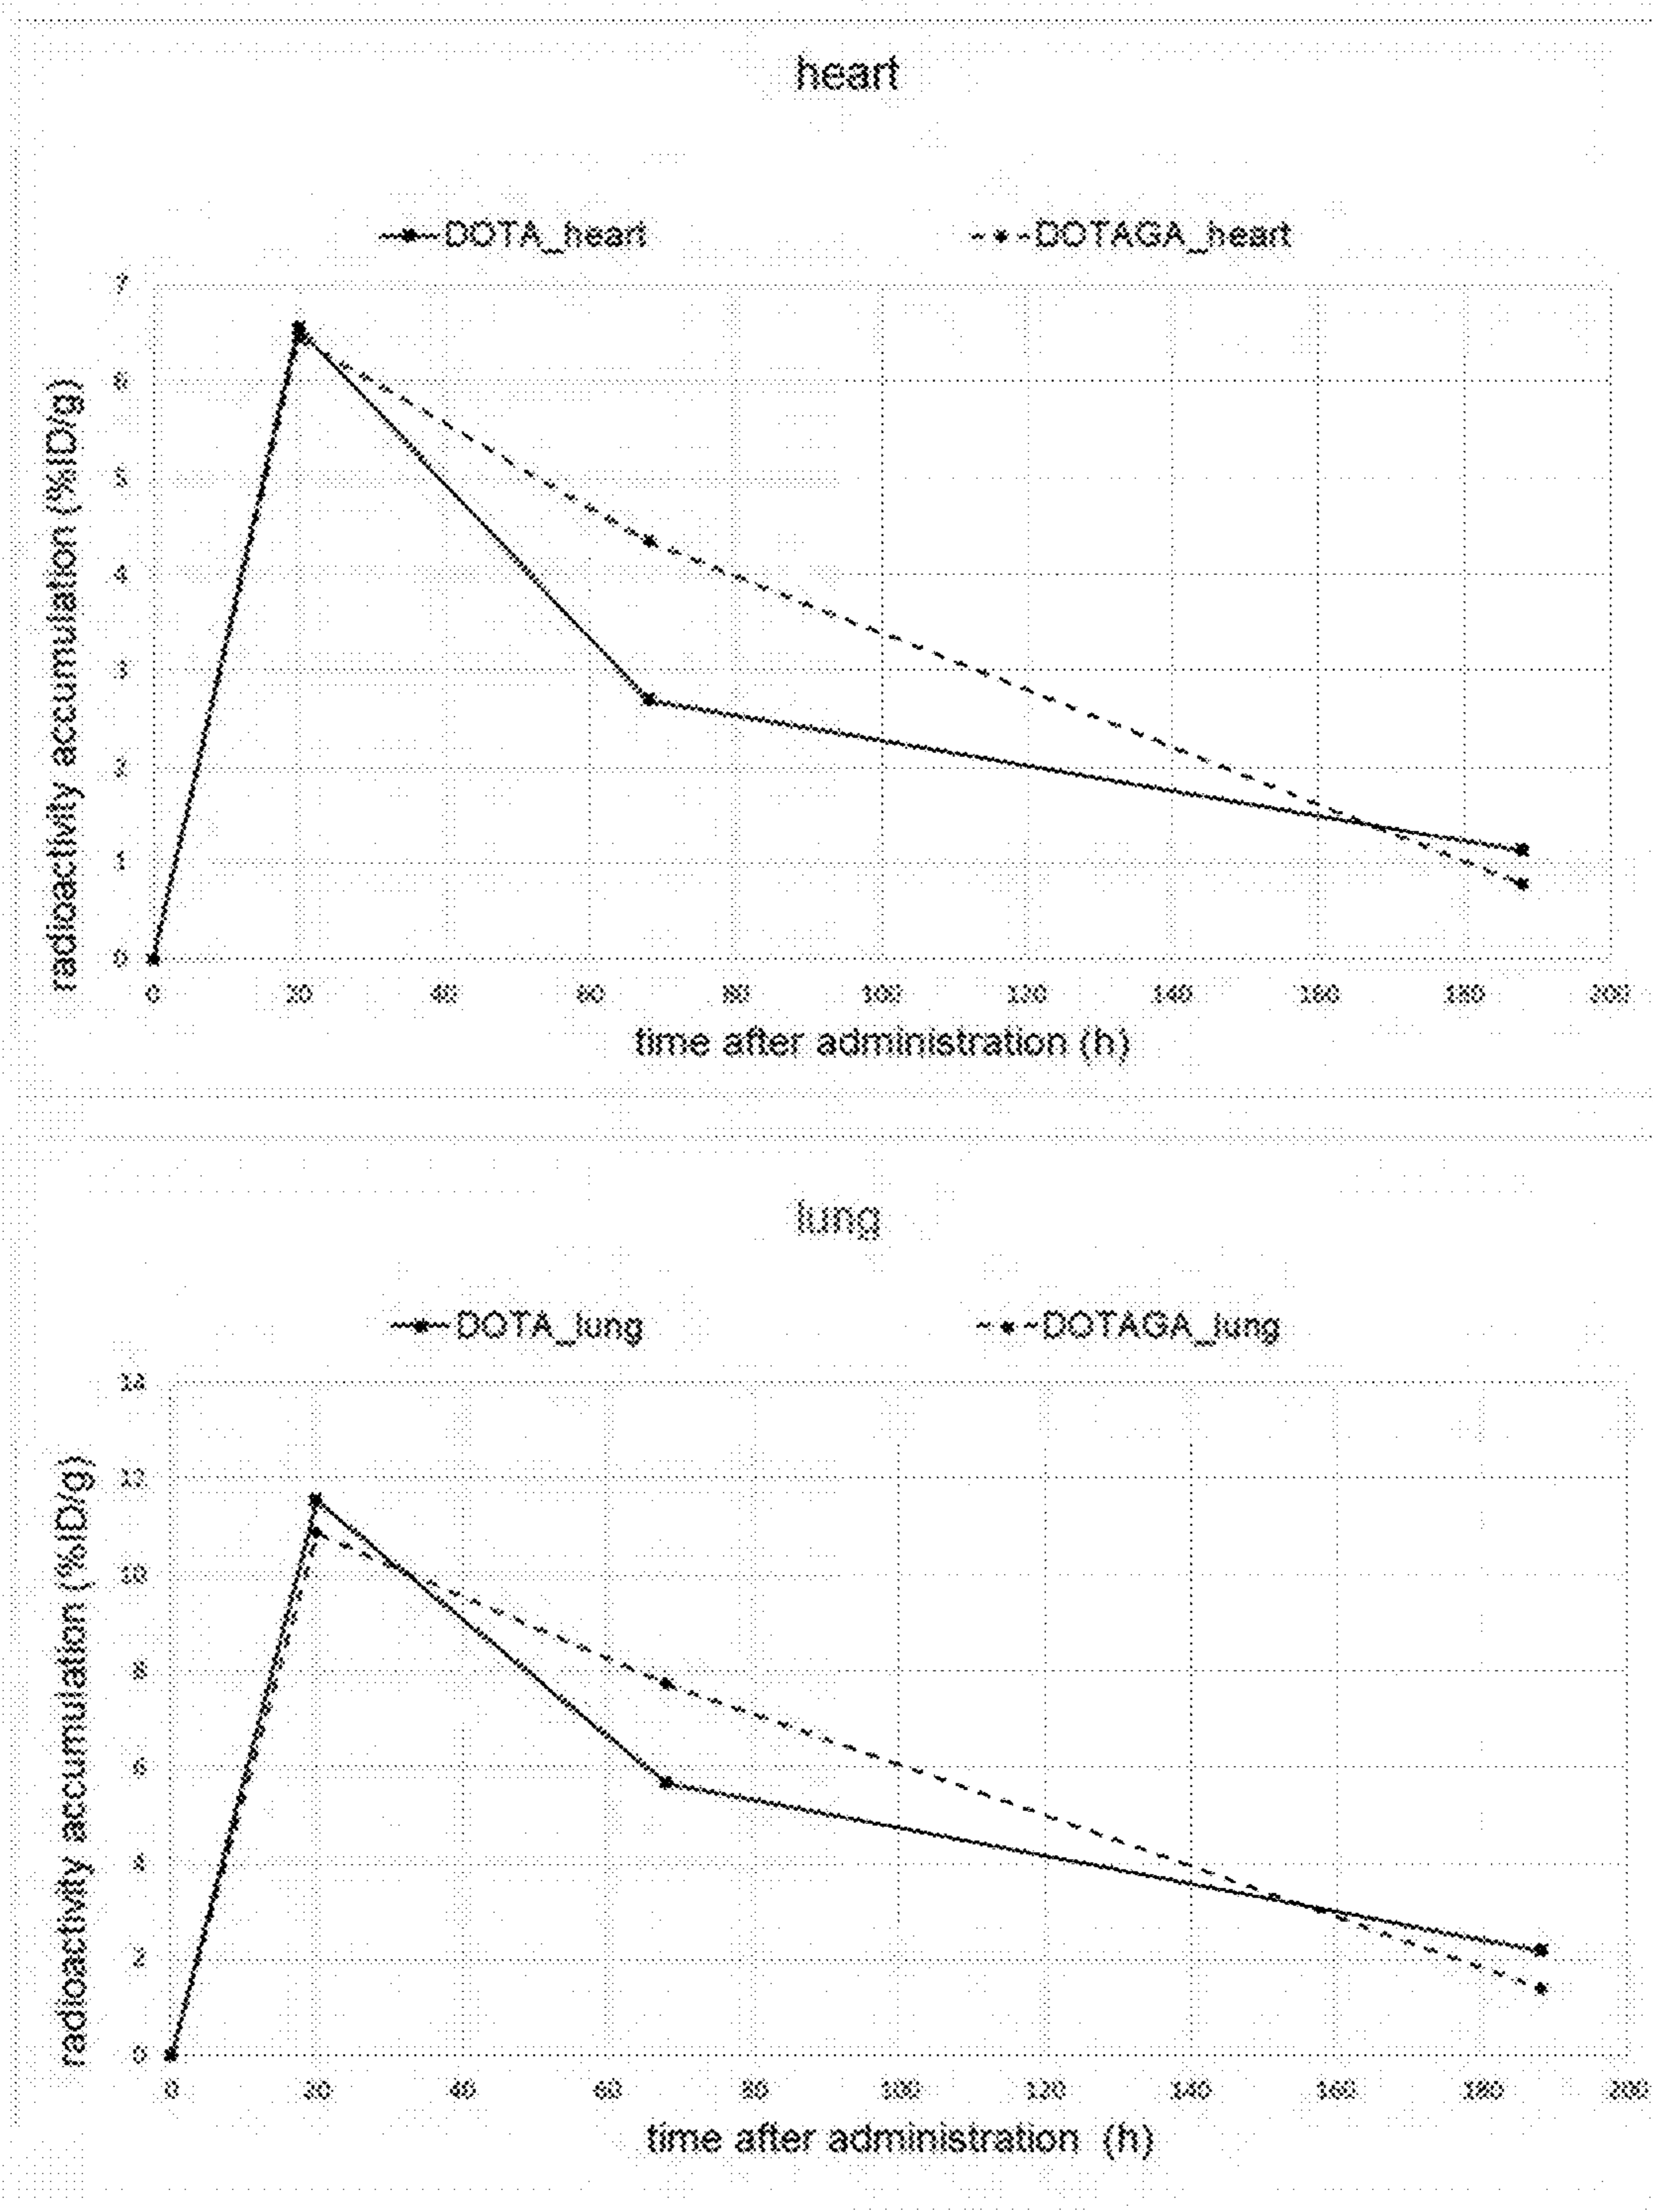 heart
DOTA_heart DOTAGA_heart
7
6
5
4
3
2
1
0
0 20 40 60 80 100 120 140 160 180 200
radioactivity accumulation (%ID/g)
time after administration (h)
lung
DOTA_lung DOTAGA_lung
14
12
10
8
6
4
2
0
0 20 40 60 80 100 120 140 160 180 200
radioactivity accumulation (%ID/g)
time after administration (h)